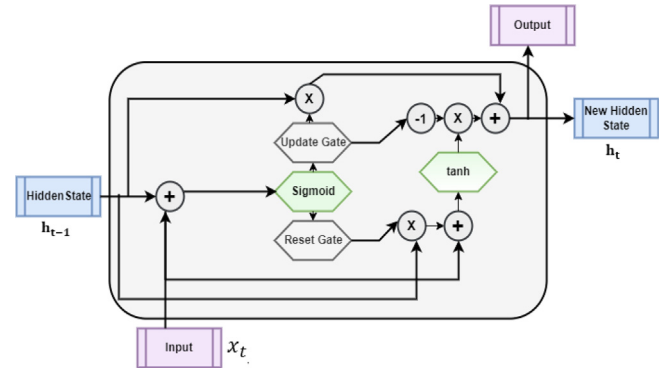 Output
X
-1
X
+
New Hidden
State
h_t
Update Gate
tanh
Hidden State
h_{t-1}
+
Sigmoid
X
+
Reset Gate
Input
x_t